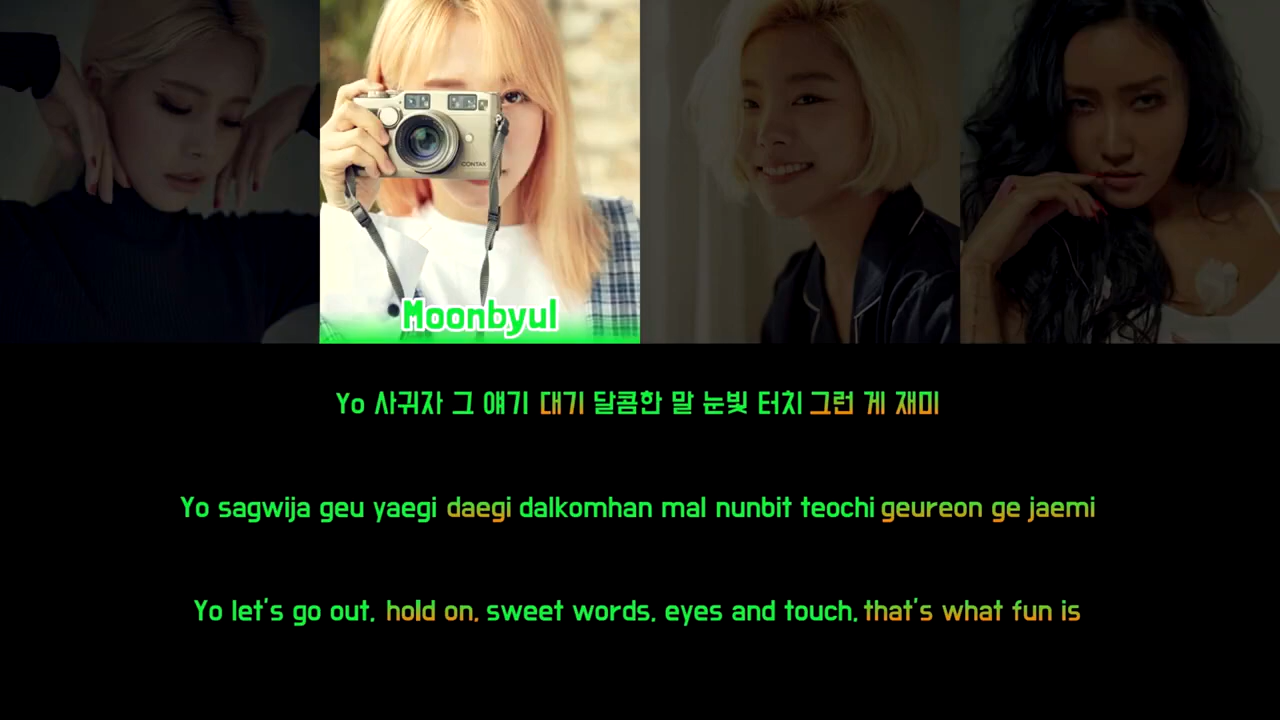 CONTAX
Moonbyul
Yo 사귀자 그 얘기 대기 달콤한 말 눈빛 터치 그런 게 재미
Yo sagwija geu yaegi daegi dalkomhan mal nunbit teochi geureon ge jaemi
Yo let's go out, hold on, sweet words, eyes and touch, that's what fun is